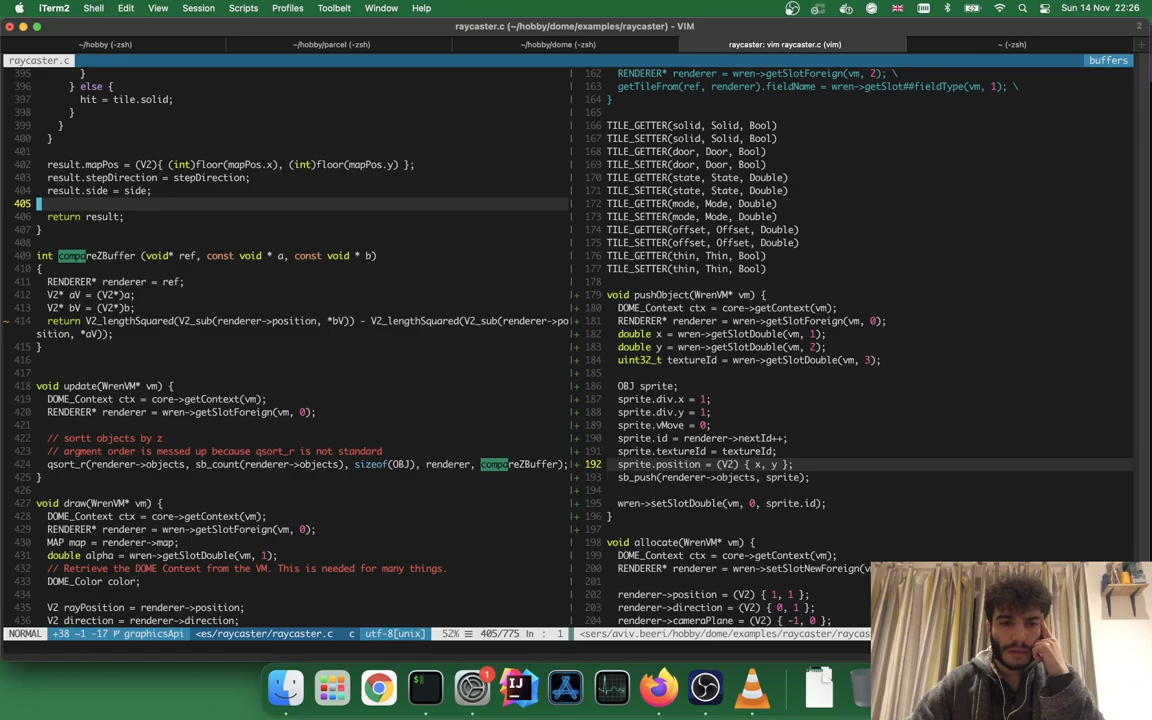 iTerm2 Shell Edit View Session Scripts Profiles Toolbelt Window Help Sun 14 Nov 22:26
raycaster.c (~/hobby/dome/examples/raycaster) - VIM 2
~/hobby (-zsh) ~/hobby/parcel (-zsh) ~/hobby/dome (-zsh) raycaster: vim raycaster.c (vim) ~ (-zsh)
raycaster.c buffers
395 }
396 } else {
397 hit = tile.solid;
398 }
399 }
400 }
401
402 result.mapPos = (V2){ (int)floor(mapPos.x), (int)floor(mapPos.y) };
403 result.stepDirection = stepDirection;
404 result.side = side;
405
406 return result;
407 }
408
409 int compareZBuffer (void* ref, const void * a, const void * b)
410 {
411 RENDERER* renderer = ref;
412 V2* aV = (V2*)a;
413 V2* bV = (V2*)b;
~ 414 return V2_lengthSquared(V2_sub(renderer->position, *bV)) - V2_lengthSquared(V2_sub(renderer->po
sition, *aV));
415 }
416
417
418 void update(WrenVM* vm) {
419 DOME_Context ctx = core->getContext(vm);
420 RENDERER* renderer = wren->getSlotForeign(vm, 0);
421
422 // sortt objects by z
423 // argment order is messed up because qsort_r is not standard
424 qsort_r(renderer->objects, sb_count(renderer->objects), sizeof(OBJ), renderer, compareZBuffer);
425 }
426
427 void draw(WrenVM* vm) {
428 DOME_Context ctx = core->getContext(vm);
429 RENDERER* renderer = wren->getSlotForeign(vm, 0);
430 MAP map = renderer->map;
431 double alpha = wren->getSlotDouble(vm, 1);
432 // Retrieve the DOME Context from the VM. This is needed for many things.
433 DOME_Color color;
434
435 V2 rayPosition = renderer->position;
436 V2 direction = renderer->direction;
NORMAL +38 ~1 -17 graphicsApi <es/raycaster/raycaster.c c utf-8[unix] 52% 405/775 ln : 1
162 RENDERER* renderer = wren->getSlotForeign(vm, 2); \
163 getTileFrom(ref, renderer).fieldName = wren->getSlot##fieldType(vm, 1); \
164 }
165
166 TILE_GETTER(solid, Solid, Bool)
167 TILE_SETTER(solid, Solid, Bool)
168 TILE_GETTER(door, Door, Bool)
169 TILE_SETTER(door, Door, Bool)
170 TILE_GETTER(state, State, Double)
171 TILE_SETTER(state, State, Double)
172 TILE_GETTER(mode, Mode, Double)
173 TILE_SETTER(mode, Mode, Double)
174 TILE_GETTER(offset, Offset, Double)
175 TILE_SETTER(offset, Offset, Double)
176 TILE_GETTER(thin, Thin, Bool)
177 TILE_SETTER(thin, Thin, Bool)
178
+ 179 void pushObject(WrenVM* vm) {
+ 180 DOME_Context ctx = core->getContext(vm);
+ 181 RENDERER* renderer = wren->getSlotForeign(vm, 0);
+ 182 double x = wren->getSlotDouble(vm, 1);
+ 183 double y = wren->getSlotDouble(vm, 2);
+ 184 uint32_t textureId = wren->getSlotDouble(vm, 3);
+ 185
+ 186 OBJ sprite;
+ 187 sprite.div.x = 1;
+ 188 sprite.div.y = 1;
+ 189 sprite.vMove = 0;
+ 190 sprite.id = renderer->nextId++;
+ 191 sprite.textureId = textureId;
+ 192 sprite.position = (V2) { x, y };
+ 193 sb_push(renderer->objects, sprite);
+ 194
+ 195 wren->setSlotDouble(vm, 0, sprite.id);
+ 196 }
+ 197
198 void allocate(WrenVM* vm) {
199 DOME_Context ctx = core->getContext(vm);
200 RENDERER* renderer = wren->setSlotNewForeign(v
201
202 renderer->position = (V2) { 1, 1 };
203 renderer->direction = (V2) { 0, 1 };
204 renderer->cameraPlane = (V2) { -1, 0 };
<sers/aviv.beeri/hobby/dome/examples/raycaster/rayca
1